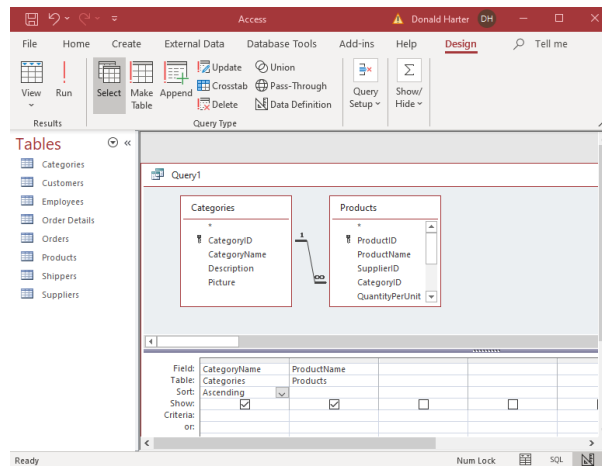 Access
Donald Harter
DH
File Home Create External Data Database Tools Add-ins Help Design Tell me
View Run Select Make Table Append Update Crosstab Delete Union Pass-Through Data Definition Query Setup Show/ Hide
Results Query Type
Tables
Categories
Customers
Employees
Order Details
Orders
Products
Shippers
Suppliers
Query1
Categories
*
CategoryID
CategoryName
Description
Picture
1
∞
Products
*
ProductID
ProductName
SupplierID
CategoryID
QuantityPerUnit
Field: CategoryName ProductName
Table: Categories Products
Sort: Ascending
Show:
Criteria:
or:
Ready Num Lock SQL